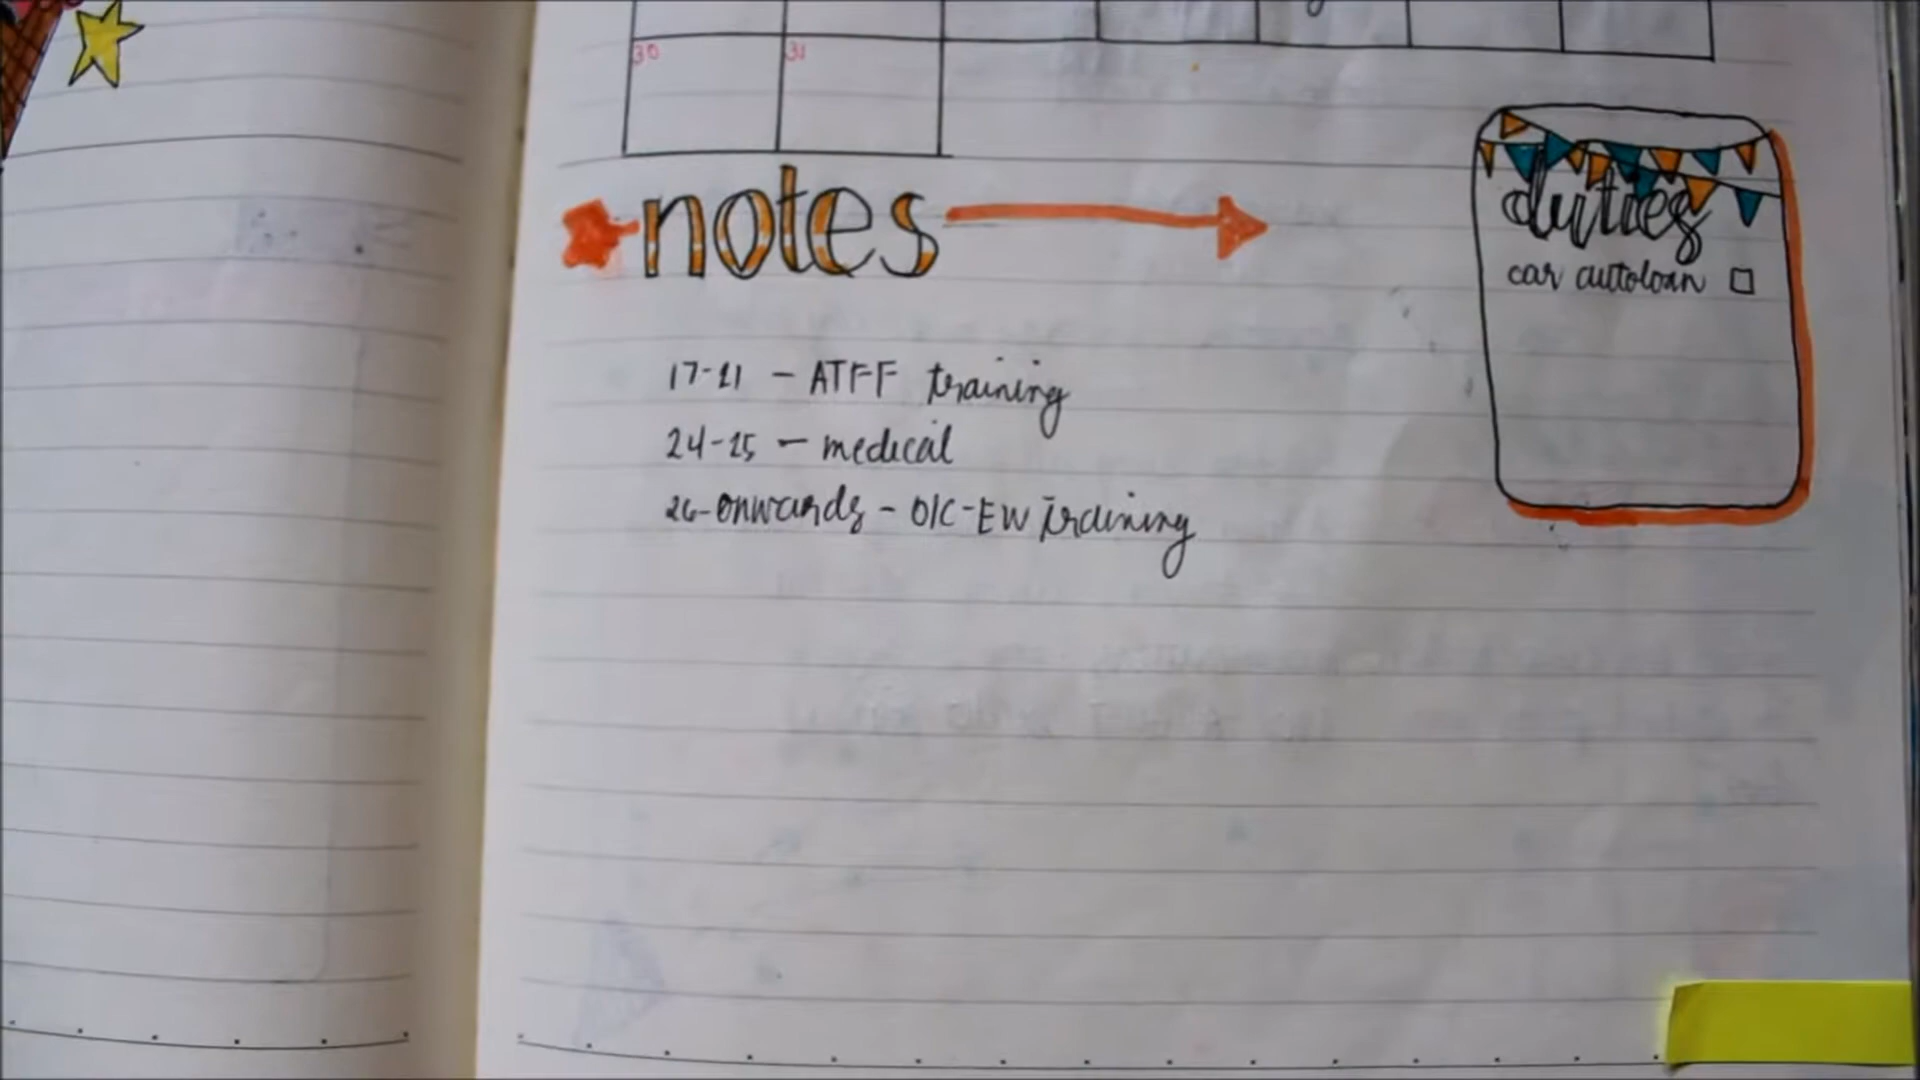 30 31
notes
duties
car autoloan
17-21 - ATFF training
24-25 - medical
26-onwards - OIC-EW training